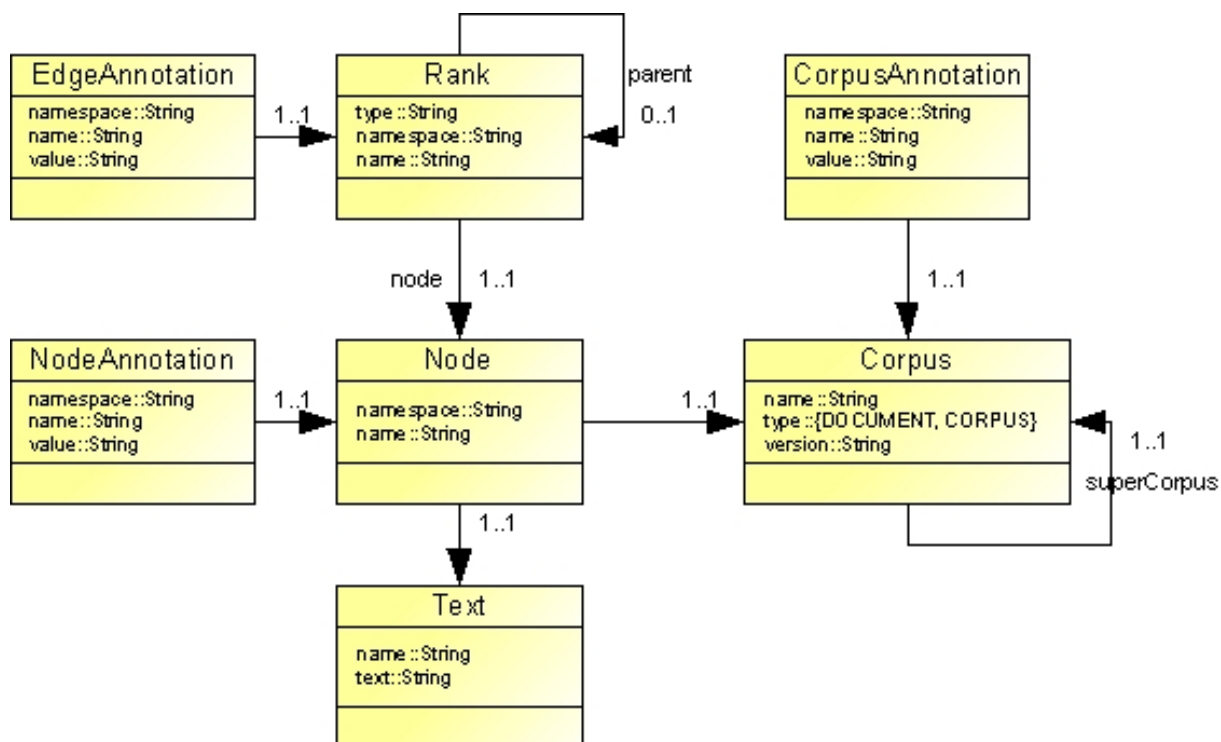 EdgeAnnotation
namespace::String
name::String
value::String
1..1
Rank
type::String
namespace::String
name::String
parent
0..1
CorpusAnnotation
namespace::String
name::String
value::String
node
1..1
1..1
NodeAnnotation
namespace::String
name::String
value::String
1..1
Node
namespace::String
name::String
1..1
Corpus
name::String
type::{DOCUMENT, CORPUS}
version::String
1..1
superCorpus
1..1
Text
name::String
text::String